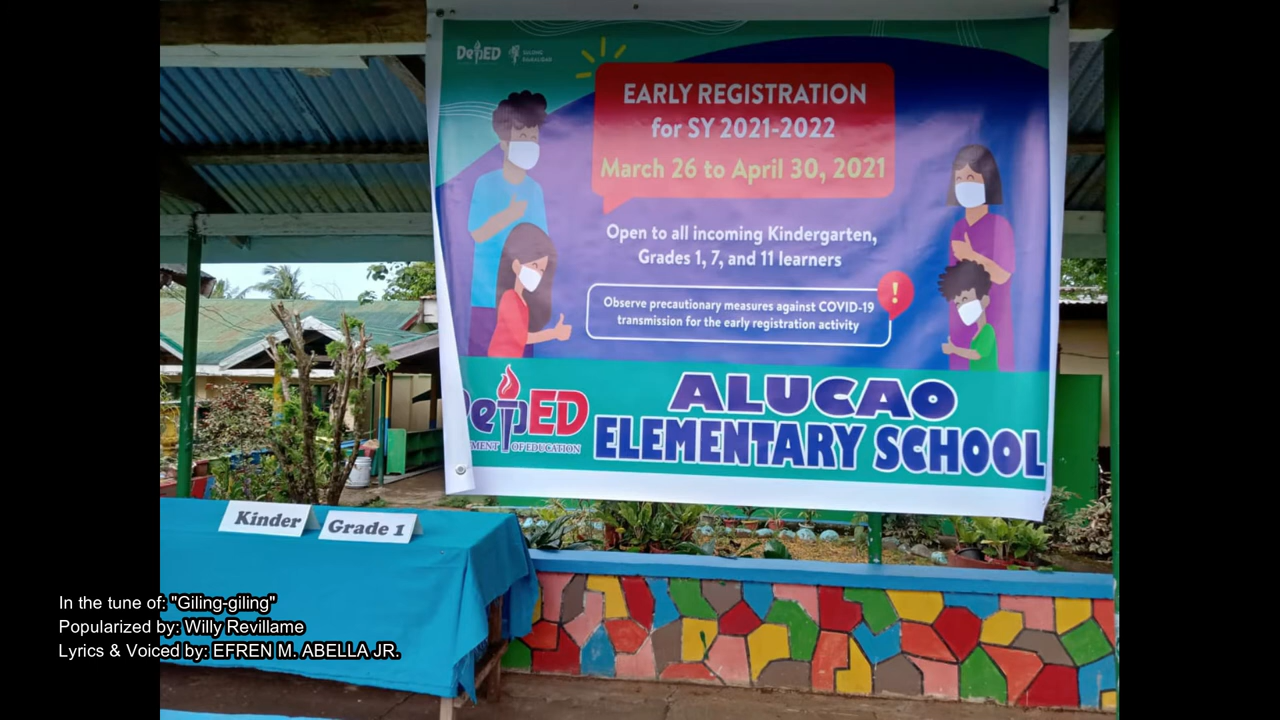 DepED
EARLY REGISTRATION
for SY 2021-2022
March 26 to April 30, 2021
Open to all incoming Kindergarten,
Grades 1, 7, and 11 learners
!
Observe precautionary measures against COVID-19
transmission for the early registration activity
DepED
MENT OF EDUCATION
ALUCAO
ELEMENTARY SCHOOL
Kinder
Grade 1
In the tune of: "Giling-giling"
Popularized by: Willy Revillame
Lyrics & Voiced by: EFREN M. ABELLA JR.